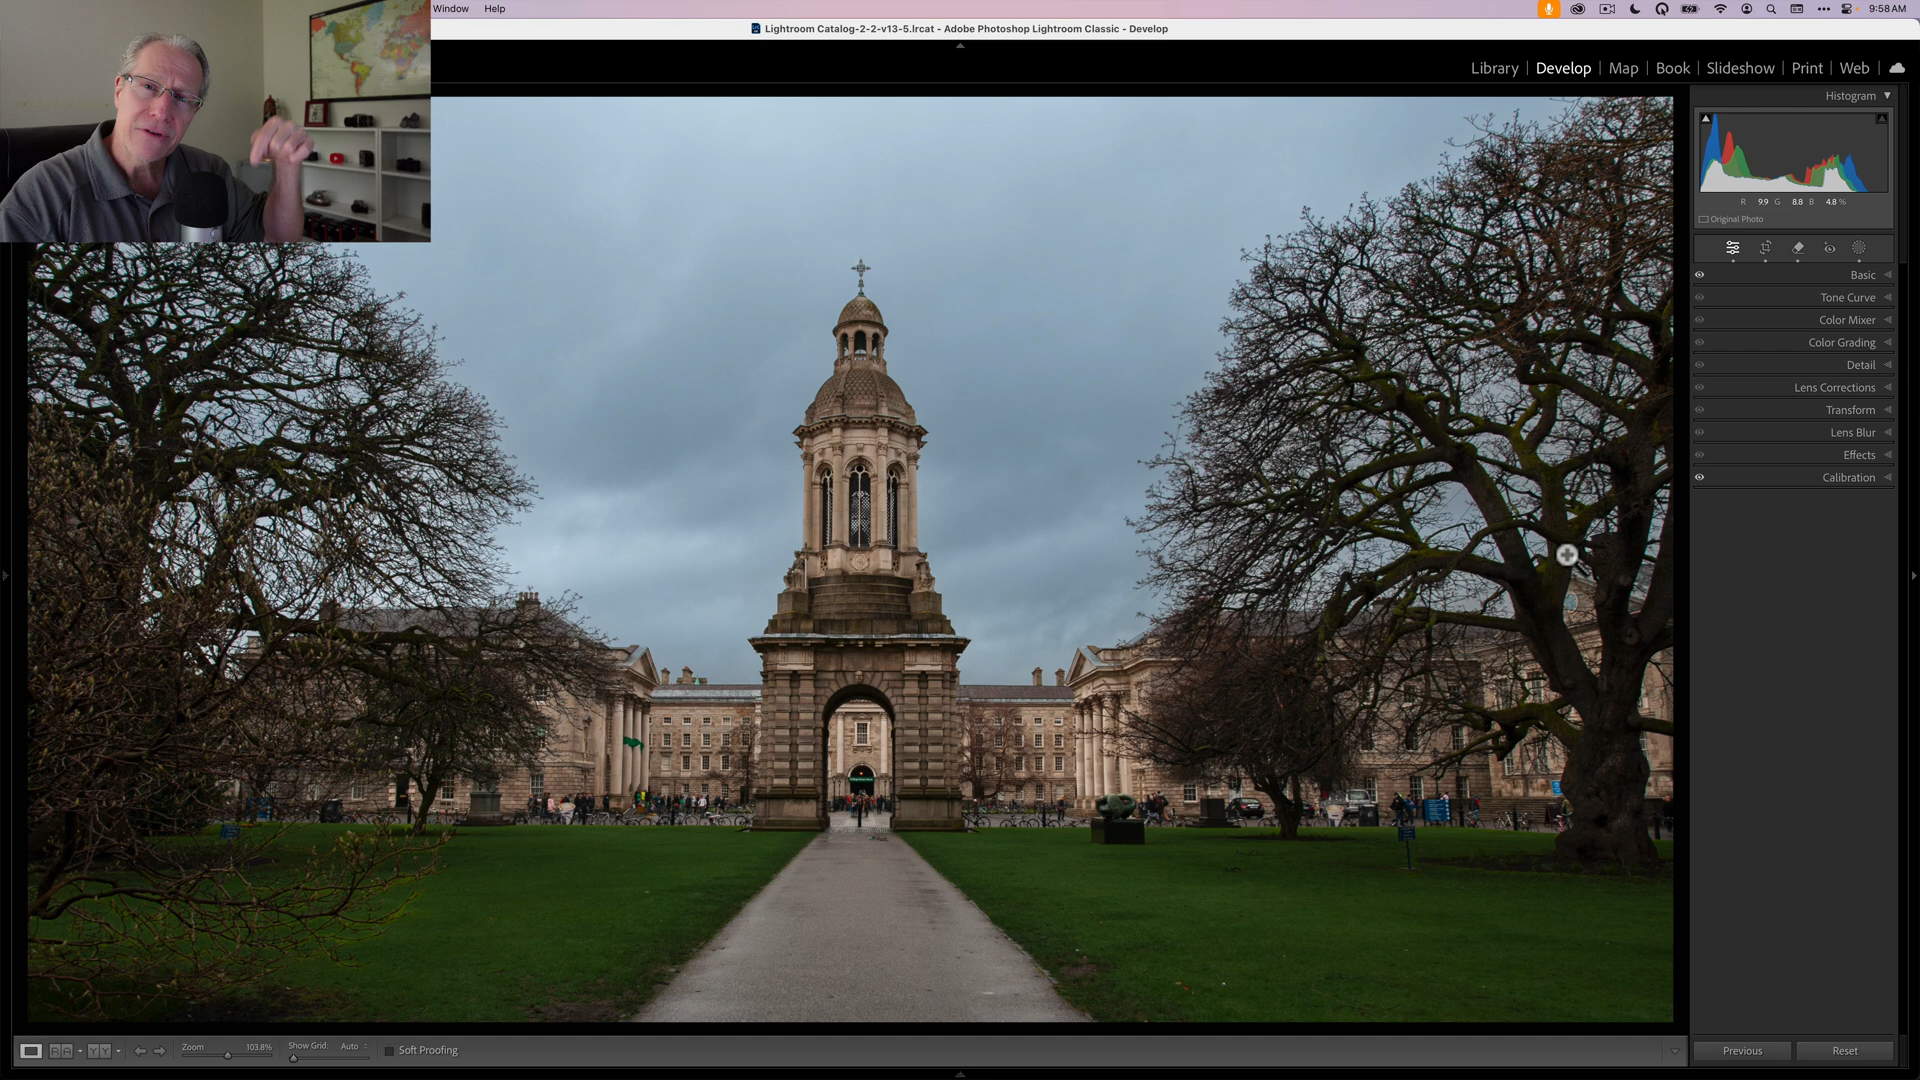 Window Help
9:58 AM
Lightroom Catalog-2-2-v13-5.lrcat - Adobe Photoshop Lightroom Classic - Develop
Library | Develop | Map | Book | Slideshow | Print | Web
Histogram
R 9.9 G 8.8 B 4.8 %
Original Photo
Basic
Tone Curve
Color Mixer
Color Grading
Detail
Lens Corrections
Transform
Lens Blur
Effects
Calibration
R A Y Y Zoom 103.8% Show Grid: Auto Soft Proofing
Previous Reset